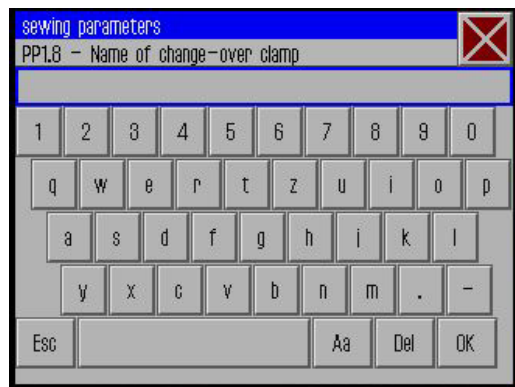 sewing parameters
PP1.8 - Name of change-over clamp
1 2 3 4 5 6 7 8 9 0
q w e r t z u i o p
a s d f g h j k l
y x c v b n m . -
Esc Aa Del OK